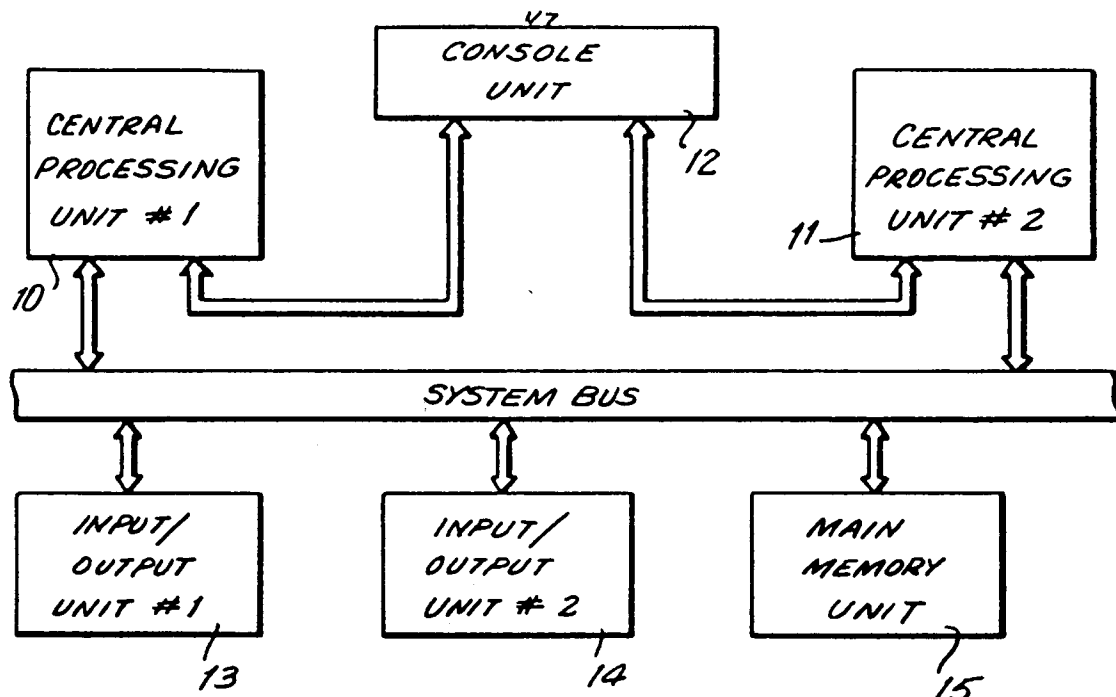 47
CONSOLE
UNIT
12
CENTRAL
PROCESSING
UNIT # 1
10
CENTRAL
PROCESSING
UNIT # 2
11
SYSTEM BUS
INPUT/
OUTPUT
UNIT # 1
13
INPUT/
OUTPUT
UNIT # 2
14
MAIN
MEMORY
UNIT
15